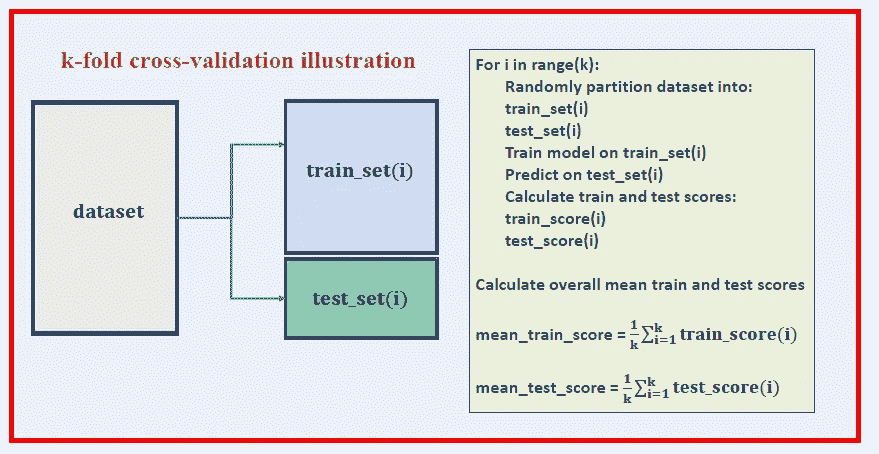 k-fold cross-validation illustration
dataset
train_set(i)
test_set(i)
For i in range(k):
Randomly partition dataset into:
train_set(i)
test_set(i)
Train model on train_set(i)
Predict on test_set(i)
Calculate train and test scores:
train_score(i)
test_score(i)
Calculate overall mean train and test scores
mean_train_score = \frac{1}{k} \sum_{i=1}^{k} train_score(i)
mean_test_score = \frac{1}{k} \sum_{i=1}^{k} test_score(i)